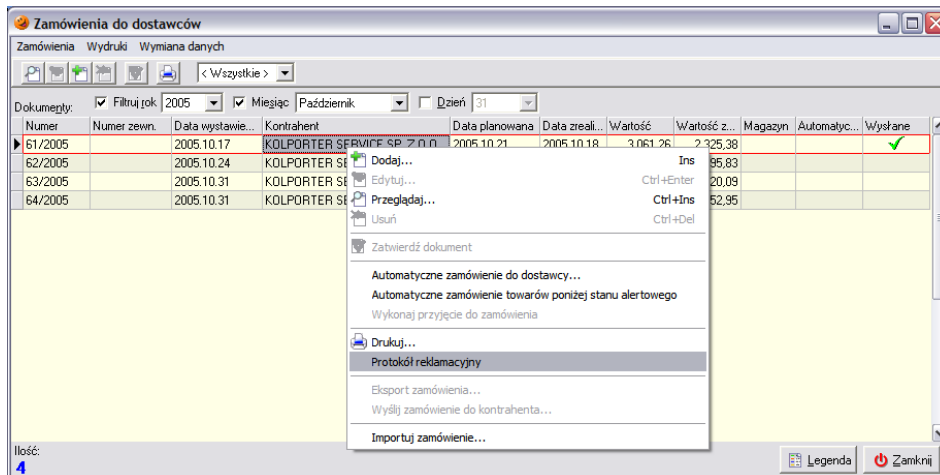 Zamówienia do dostawców
Zamówienia Wydruki Wymiana danych
< Wszystkie >
Dokumenty: Filtruj rok 2005 Miesiąc Październik Dzień 31
Numer Numer zewn. Data wystawie... Kontrahent Data planowana Data zreali... Wartość Wartość z... Magazyn Automatyc... Wysłane
61/2005 2005.10.17 KOLPORTER SERVICE SP. Z O.O. 2005.10.21 2005.10.18 3 061,26 2 325,38
62/2005 2005.10.24 KOLPORTER SE 95,83
63/2005 2005.10.31 KOLPORTER SE 20,09
64/2005 2005.10.31 KOLPORTER SE 52,95
Dodaj... Ins
Edytuj... Ctrl+Enter
Przeglądaj... Ctrl+Ins
Usuń Ctrl+Del
Zatwierdź dokument
Automatyczne zamówienie do dostawcy...
Automatyczne zamówienie towarów poniżej stanu alertowego
Wykonaj przyjęcie do zamówienia
Drukuj...
Protokół reklamacyjny
Eksport zamówienia...
Wyślij zamówienie do kontrahenta...
Importuj zamówienie...
Ilość:
4
Legenda Zamknij